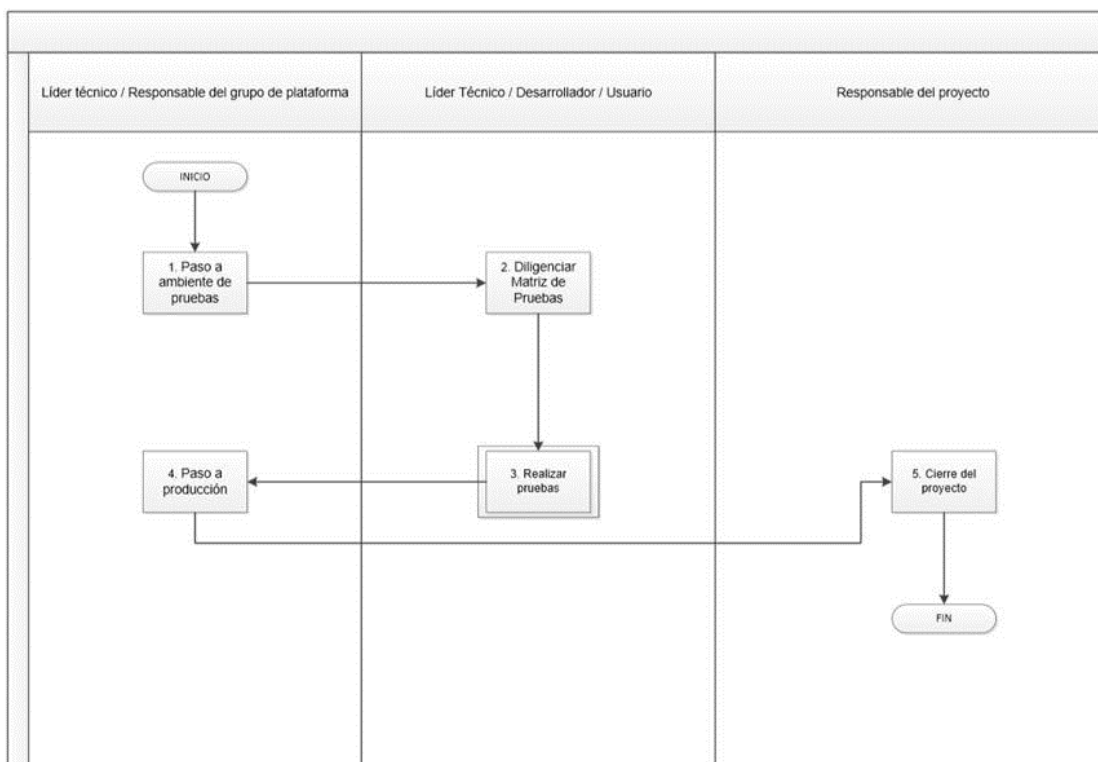 Líder técnico / Responsable del grupo de plataforma
Líder Técnico / Desarrollador / Usuario
Responsable del proyecto
INICIO
1. Paso a
ambiente de
pruebas
2. Diligenciar
Matriz de
Pruebas
3. Realizar
pruebas
4. Paso a
producción
5. Cierre del
proyecto
FIN